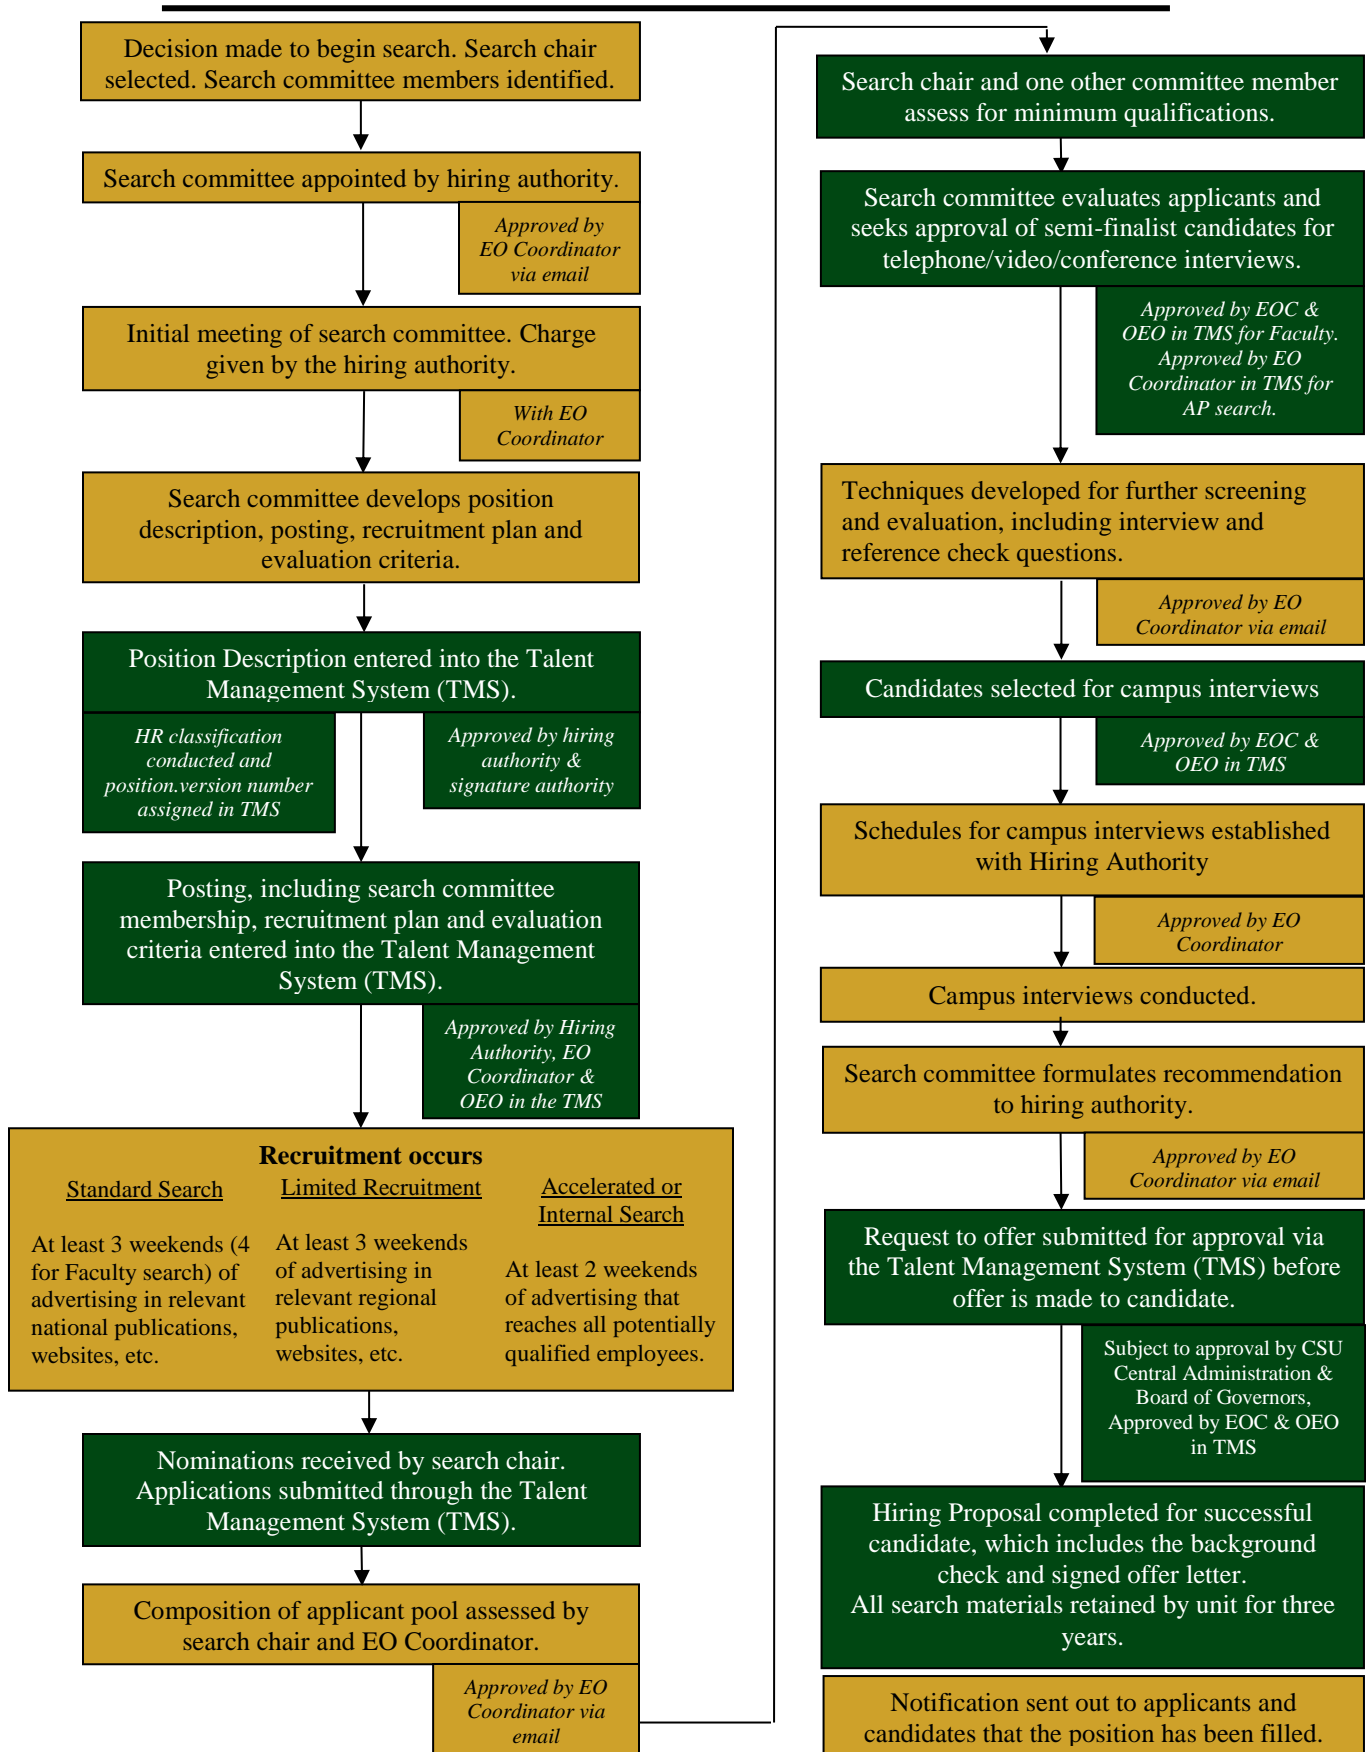 Decision made to begin search. Search chair
selected. Search committee members identified.
Search committee appointed by hiring authority.
Approved by
EO Coordinator
via email
Initial meeting of search committee. Charge
given by the hiring authority.
With EO
Coordinator
Search committee develops position
description, posting, recruitment plan and
evaluation criteria.
Position Description entered into the Talent
Management System (TMS).
HR classification
conducted and
position.version number
assigned in TMS
Approved by hiring
authority &
signature authority
Posting, including search committee
membership, recruitment plan and evaluation
criteria entered into the Talent Management
System (TMS).
Approved by Hiring
Authority, EO
Coordinator &
OEO in the TMS
Recruitment occurs
Standard Search
At least 3 weekends (4
for Faculty search) of
advertising in relevant
national publications,
websites, etc.
Limited Recruitment
At least 3 weekends
of advertising in
relevant regional
publications,
websites, etc.
Accelerated or
Internal Search
At least 2 weekends
of advertising that
reaches all potentially
qualified employees.
Nominations received by search chair.
Applications submitted through the Talent
Management System (TMS).
Composition of applicant pool assessed by
search chair and EO Coordinator.
Approved by EO
Coordinator via
email
Search chair and one other committee member
assess for minimum qualifications.
Search committee evaluates applicants and
seeks approval of semi-finalist candidates for
telephone/video/conference interviews.
Approved by EOC &
OEO in TMS for Faculty.
Approved by EO
Coordinator in TMS for
AP search.
Techniques developed for further screening
and evaluation, including interview and
reference check questions.
Approved by EO
Coordinator via email
Candidates selected for campus interviews
Approved by EOC &
OEO in TMS
Schedules for campus interviews established
with Hiring Authority
Approved by EO
Coordinator
Campus interviews conducted.
Search committee formulates recommendation
to hiring authority.
Approved by EO
Coordinator via email
Request to offer submitted for approval via
the Talent Management System (TMS) before
offer is made to candidate.
Subject to approval by CSU
Central Administration &
Board of Governors,
Approved by EOC & OEO
in TMS
Hiring Proposal completed for successful
candidate, which includes the background
check and signed offer letter.
All search materials retained by unit for three
years.
Notification sent out to applicants and
candidates that the position has been filled.